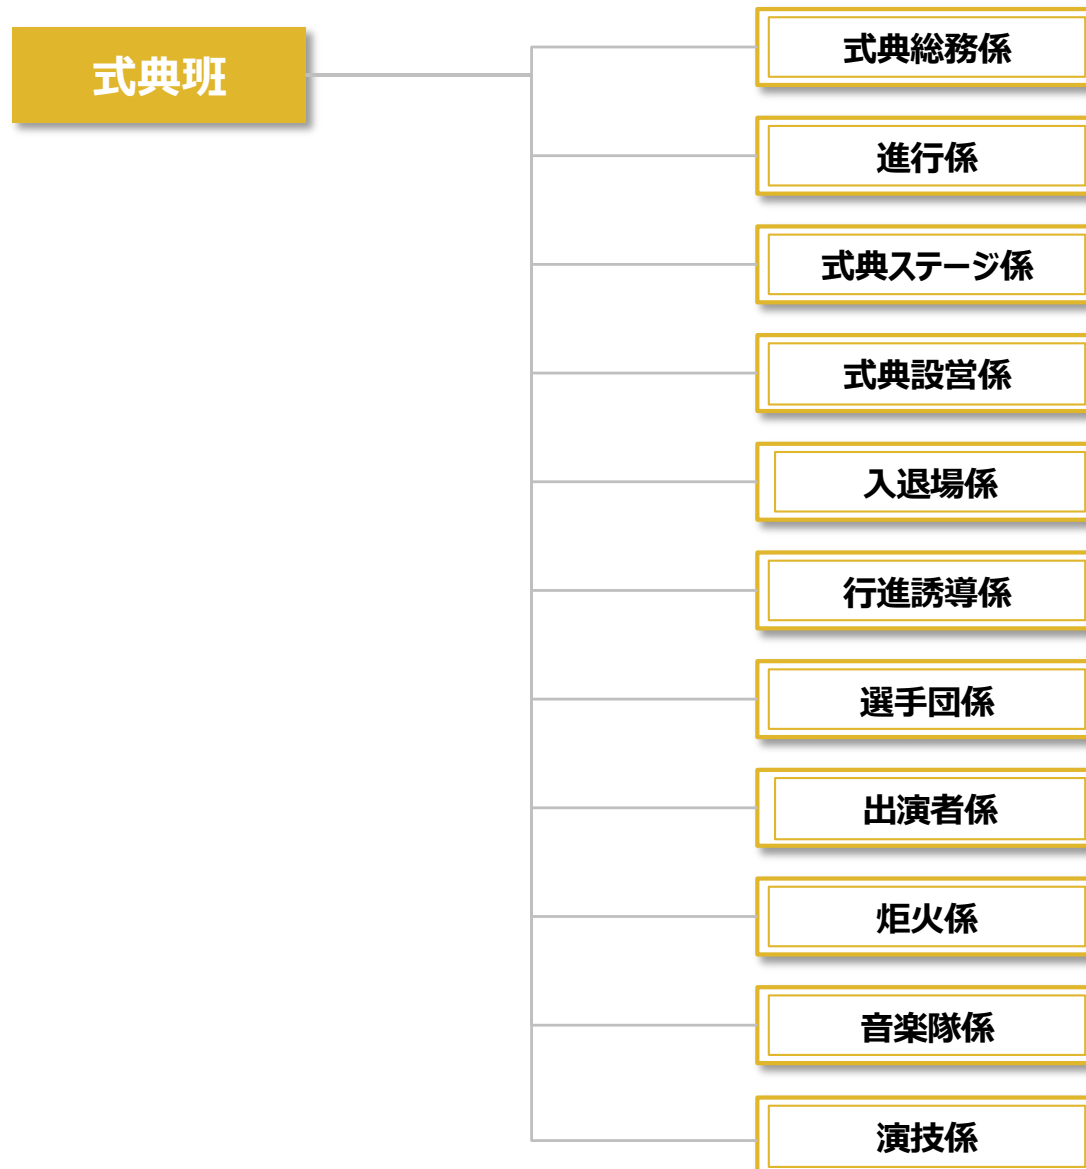 式典班
式典総務係
進行係
式典ステージ係
式典設営係
入退場係
行進誘導係
選手団係
出演者係
炬火係
音楽隊係
演技係